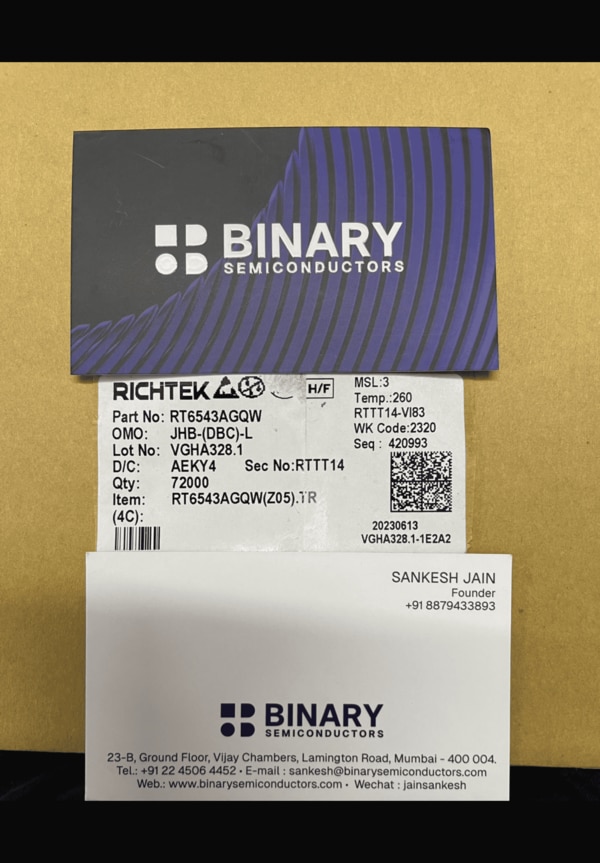 BINARY
SEMICONDUCTORS
RICHTEK H/F
Part No: RT6543AGQW
OMO: JHB-(DBC)-L
Lot No: VGHA328.1
D/C: AEKY4 Sec No:RTTT14
Qty: 72000
Item: RT6543AGQW(Z05).TR
(4C):
MSL:3
Temp.:260
RTTT14-VI83
WK Code:2320
Seq : 420993
20230613
VGHA328.1-1E2A2
SANKESH JAIN
Founder
+91 8879433893
BINARY
SEMICONDUCTORS
23-B, Ground Floor, Vijay Chambers, Lamington Road, Mumbai - 400 004.
Tel.: +91 22 4506 4452 • E-mail : sankesh@binarysemiconductors.com
Web.: www.binarysemiconductors.com • Wechat : jainsankesh